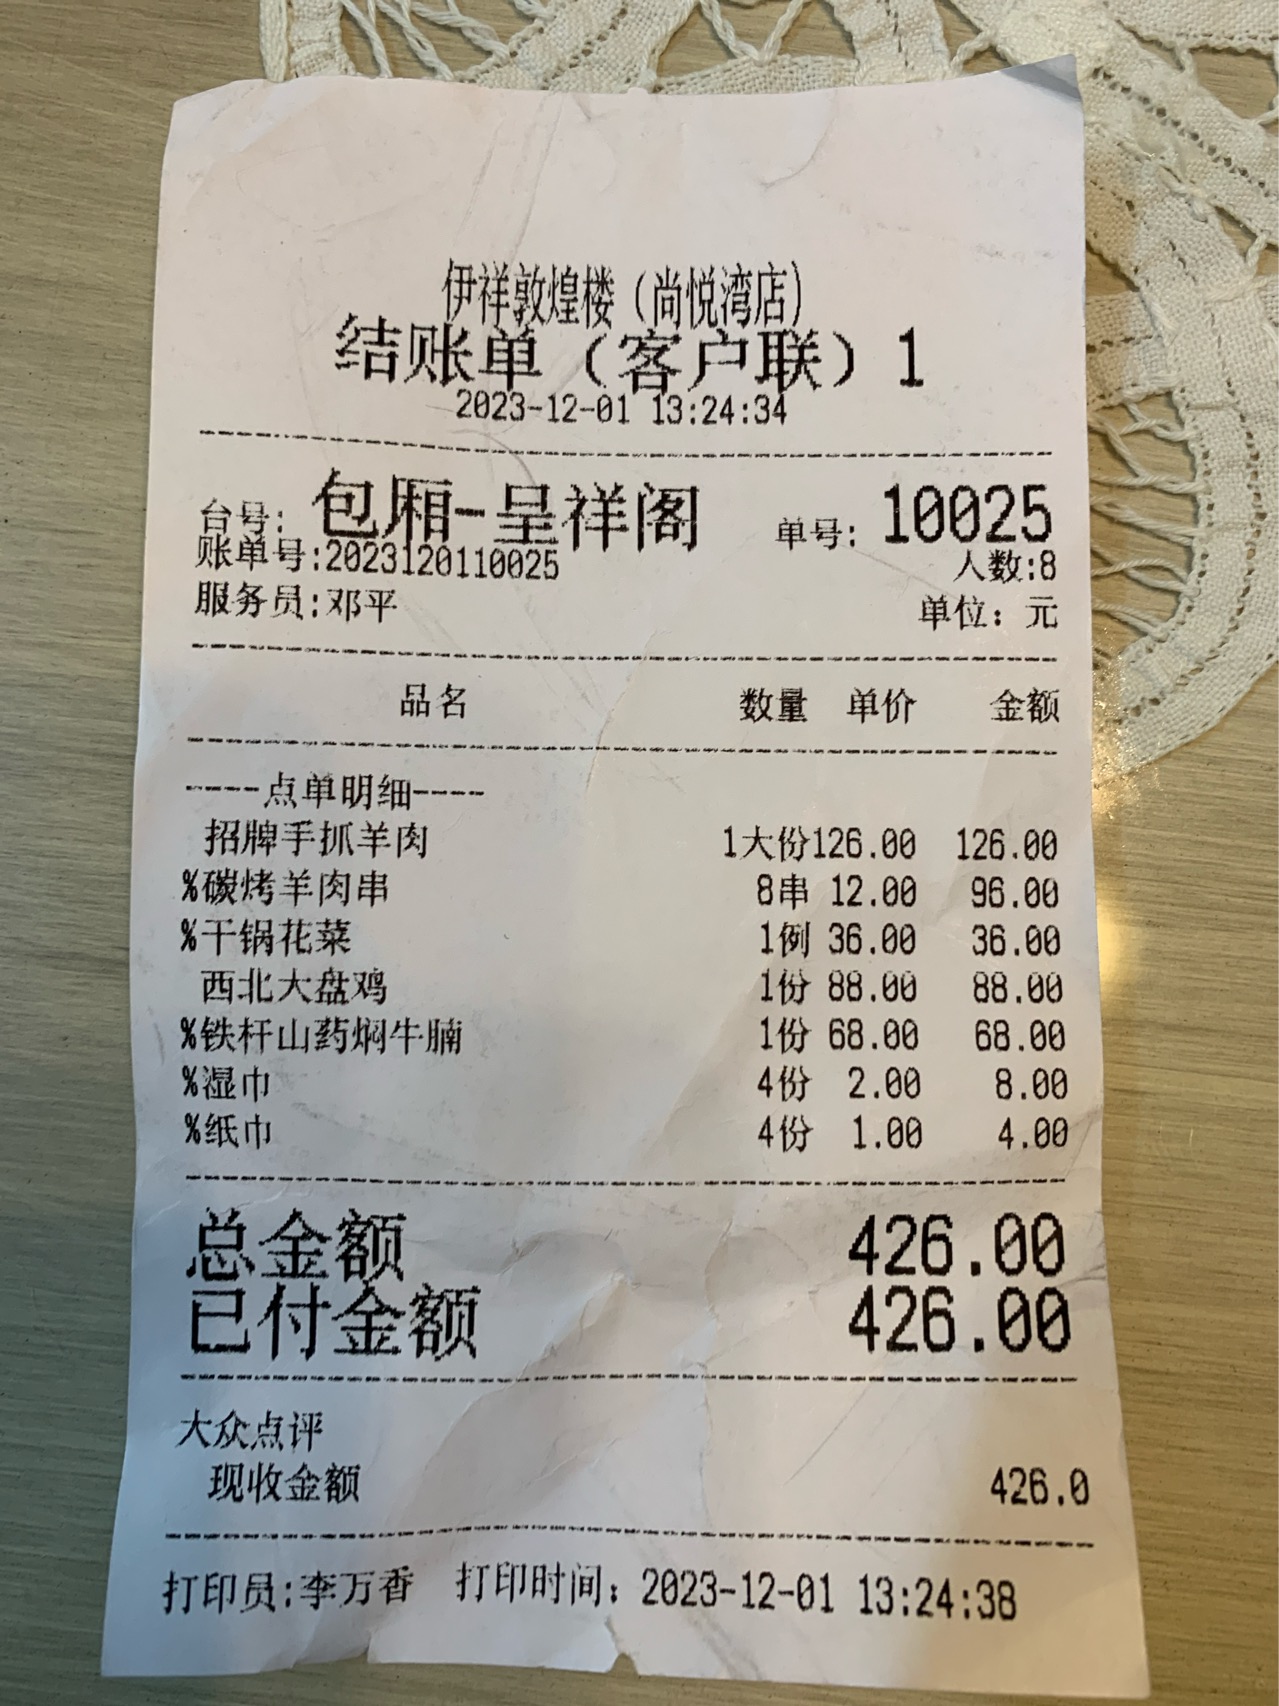 伊祥敦煌楼（尚悦湾店）
结账单（客户联）1
2023-12-01 13:24:34
台号: 包厢-呈祥阁 单号: 10025
账单号:2023120110025 人数:8
服务员:邓平 单位: 元
品名 数量 单价 金额
----点单明细----
招牌手抓羊肉 1大份126.00 126.00
%碳烤羊肉串 8串 12.00 96.00
%干锅花菜 1例 36.00 36.00
西北大盘鸡 1份 88.00 88.00
%铁杆山药焖牛腩 1份 68.00 68.00
%湿巾 4份 2.00 8.00
%纸巾 4份 1.00 4.00
总金额 426.00
已付金额 426.00
大众点评
现收金额 426.0
打印员:李万香 打印时间: 2023-12-01 13:24:38